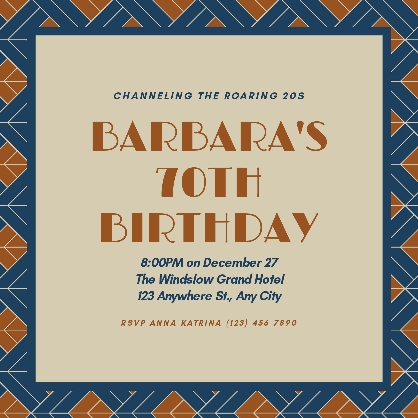 CHANNELING THE ROARING 20S
BARBARA'S
70TH
BIRTHDAY
8:00PM on December 27
The Windslow Grand Hotel
123 Anywhere St., Any City
RSVP ANNA KATRINA (123) 456 7890